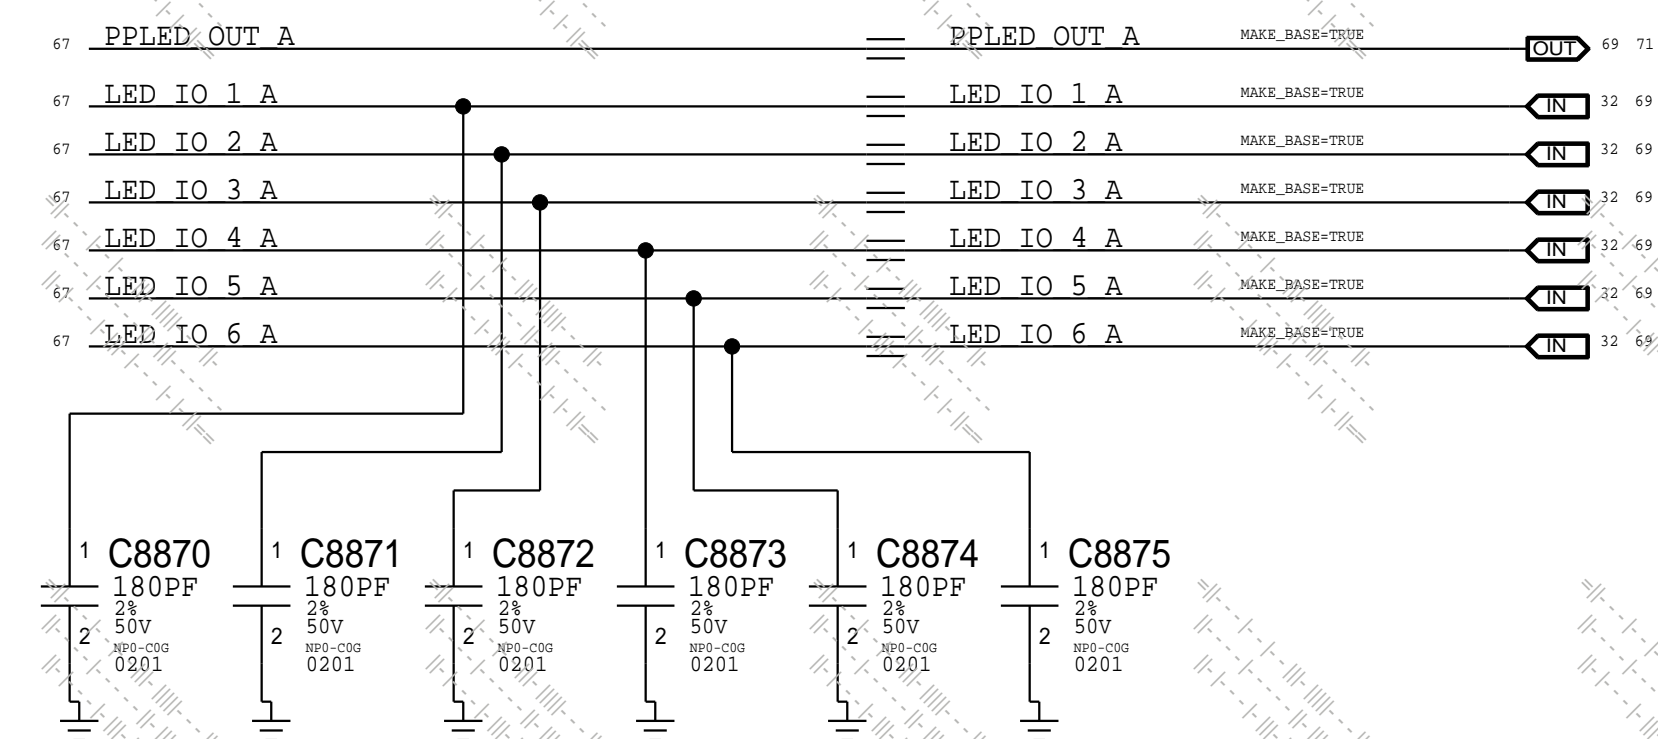 67 PPLED_OUT_A PPLED_OUT_A MAKE_BASE=TRUE OUT 69 71
67 LED_IO_1_A LED_IO_1_A MAKE_BASE=TRUE IN 32 69
67 LED_IO_2_A LED_IO_2_A MAKE_BASE=TRUE IN 32 69
67 LED_IO_3_A LED_IO_3_A MAKE_BASE=TRUE IN 32 69
67 LED_IO_4_A LED_IO_4_A MAKE_BASE=TRUE IN 32 69
67 LED_IO_5_A LED_IO_5_A MAKE_BASE=TRUE IN 32 69
67 LED_IO_6_A LED_IO_6_A MAKE_BASE=TRUE IN 32 69
1 C8870 1 C8871 1 C8872 1 C8873 1 C8874 1 C8875
180PF 180PF 180PF 180PF 180PF 180PF
2% 2% 2% 2% 2% 2%
50V 50V 50V 50V 50V 50V
2 2 2 2 2 2
NP0-C0G NP0-C0G NP0-C0G NP0-C0G NP0-C0G NP0-C0G
0201 0201 0201 0201 0201 0201